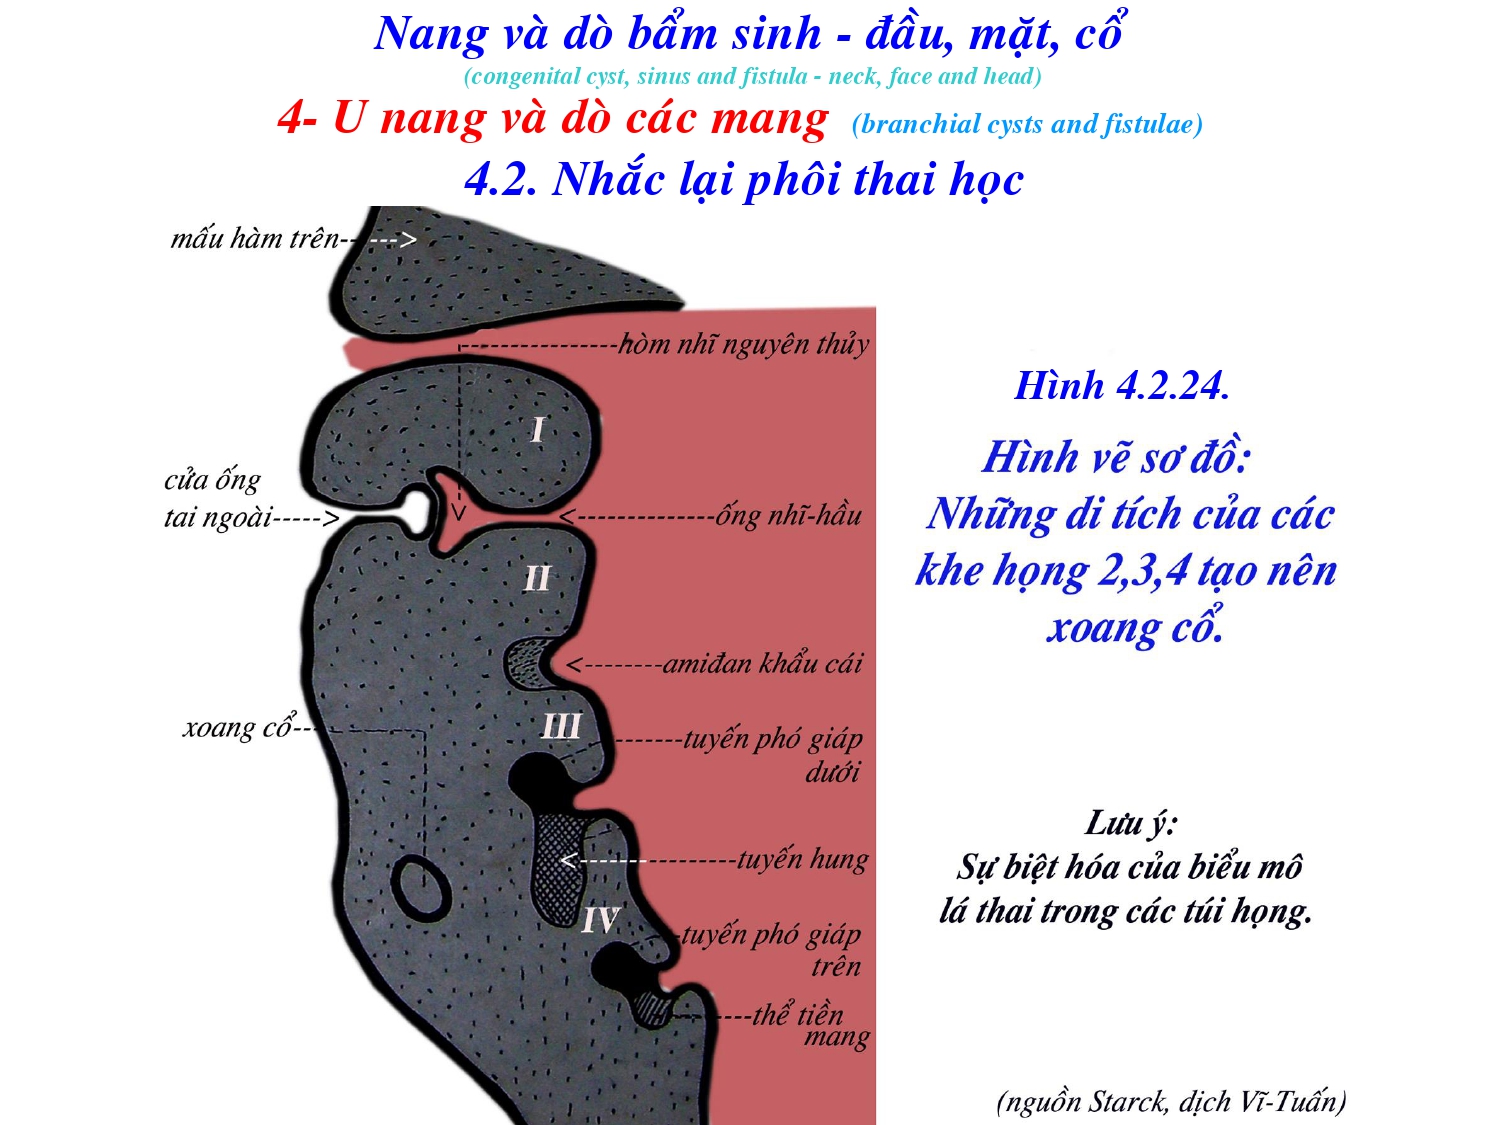 Nang và dò bẩm sinh - đầu, mặt, cổ
(congenital cyst, sinus and fistula - neck, face and head)
4- U nang và dò các mang (branchial cysts and fistulae)
4.2. Nhắc lại phôi thai học
mấu hàm trên------>
----------------hòm nhĩ nguyên thủy
I
cửa ống
tai ngoài----->
<--------------ống nhĩ-hầu
II
<--------amiđan khẩu cái
III
xoang cổ---
-------tuyến phó giáp
dưới
<----------------tuyến hung
IV
-tuyến phó giáp
trên
---------thể tiền
mang
Hình 4.2.24.
Hình vẽ sơ đồ:
Những di tích của các
khe họng 2,3,4 tạo nên
xoang cổ.
Lưu ý:
Sự biệt hóa của biểu mô
lá thai trong các túi họng.
(nguồn Starck, dịch Vĩ-Tuấn)